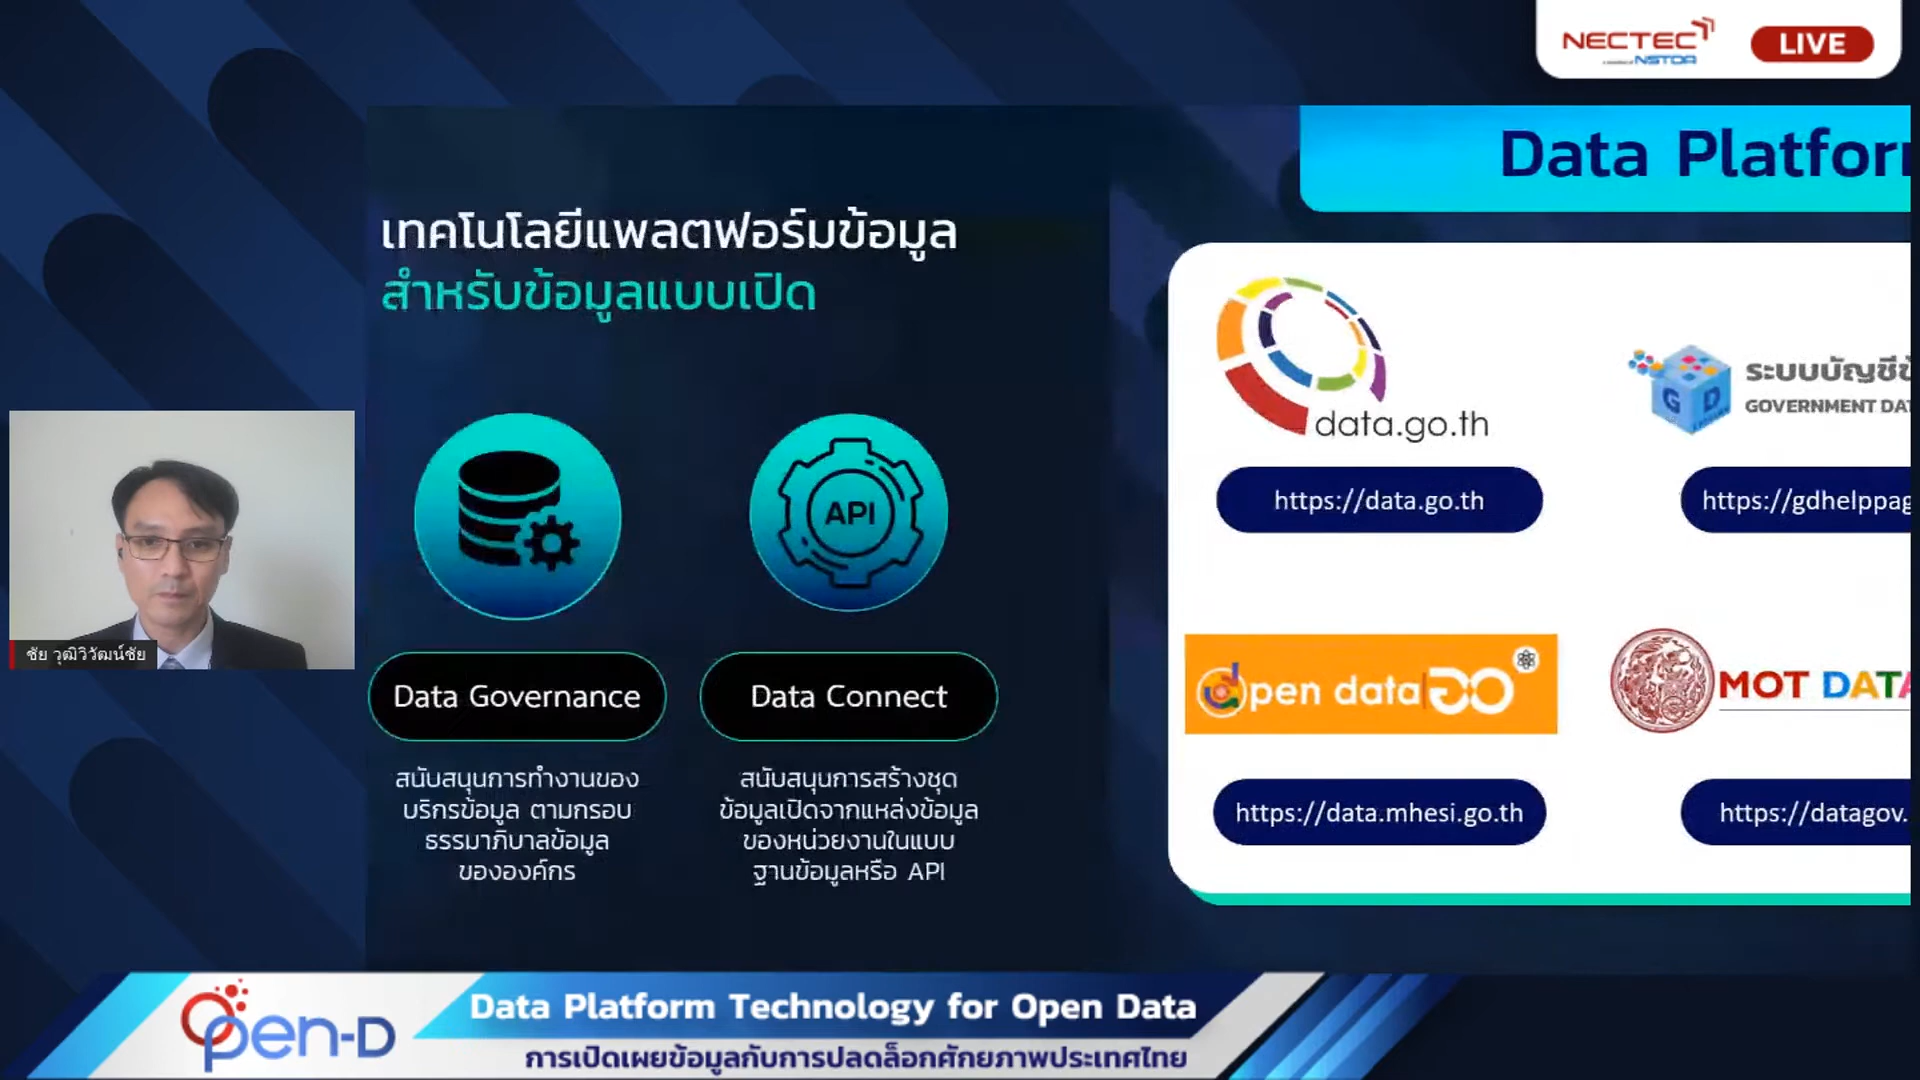 NECTEC
NSTDA
LIVE
Data Platfor
เทคโนโลยีแพลตฟอร์มข้อมูล
สำหรับข้อมูลแบบเปิด
data.go.th
ระบบบัญชีข้
GOVERNMENT DAT
https://data.go.th
https://gdhelppag
API
ชัย วุฒิวิวัฒน์ชัย
Data Governance
Data Connect
Open data
MOT DATA
สนับสนุนการทำงานของ
บริกรข้อมูล ตามกรอบ
ธรรมาภิบาลข้อมูล
ขององค์กร
สนับสนุนการสร้างชุด
ข้อมูลเปิดจากแหล่งข้อมูล
ของหน่วยงานในแบบ
ฐานข้อมูลหรือ API
https://data.mhesi.go.th
https://datagov.
Open-D
Data Platform Technology for Open Data
การเปิดเผยข้อมูลกับการปลดล็อกศักยภาพประเทศไทย